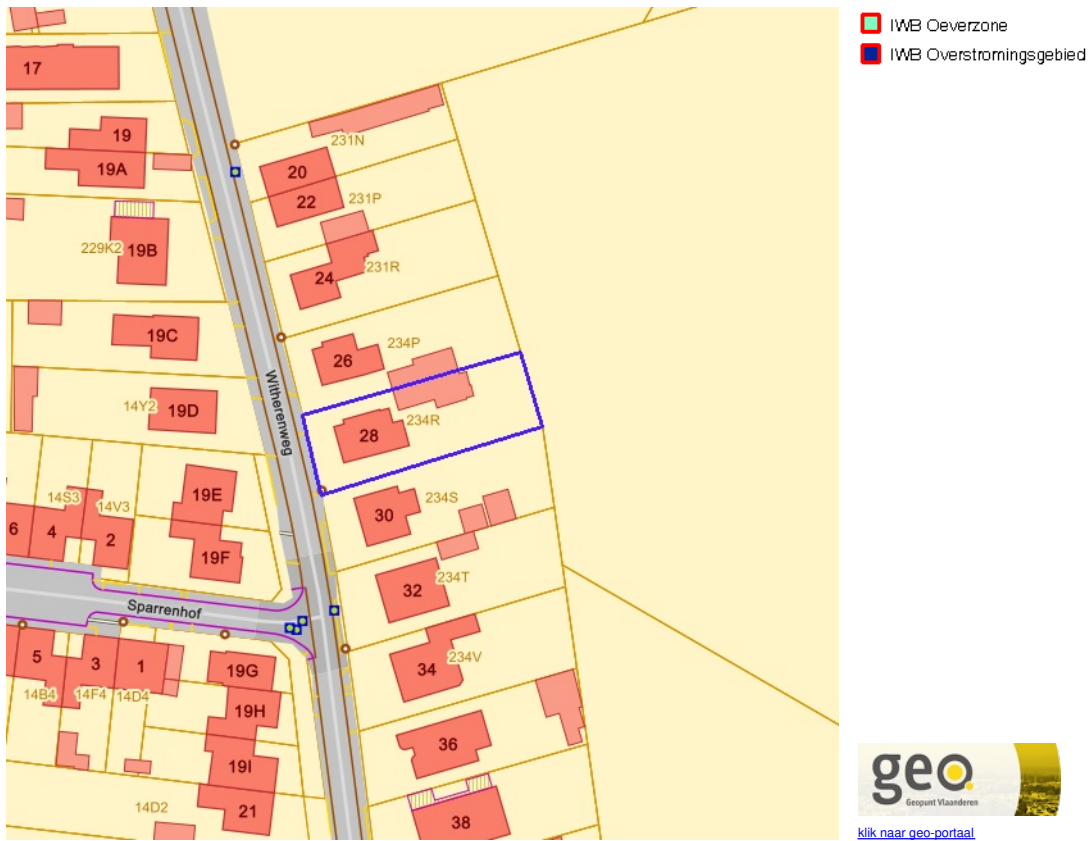 IWB Oeverzone
IWB Overstromingsgebied
17
19
19A
229K2
19B
19C
14Y2
19D
19E
19F
14S3
14V3
6
4
2
Sparrenhof
Witherenweg
5
3
1
14B4
14F4
14D4
19G
19H
19I
14D2
21
231N
20
22
231P
24
231R
26
234P
28
234R
30
234S
32
234T
34
234V
36
38
geo.
Geopunt Vlaanderen
klik naar geo-portaal